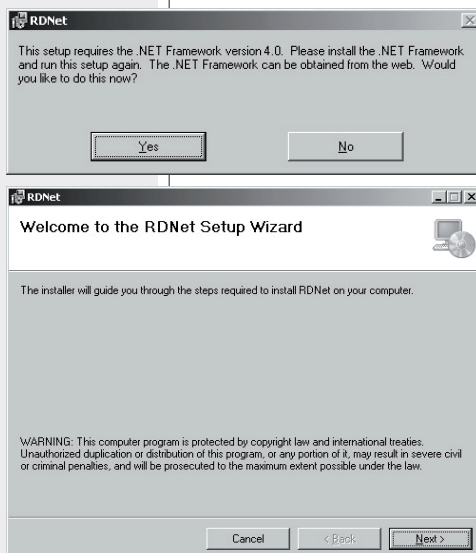 RDNet
This setup requires the .NET Framework version 4.0. Please install the .NET Framework
and run this setup again. The .NET Framework can be obtained from the web. Would
you like to do this now?
Yes
No
RDNet
Welcome to the RDNet Setup Wizard
The installer will guide you through the steps required to install RDNet on your computer.
WARNING: This computer program is protected by copyright law and international treaties.
Unauthorized duplication or distribution of this program, or any portion of it, may result in severe civil
or criminal penalties, and will be prosecuted to the maximum extent possible under the law.
Cancel
< Back
Next >